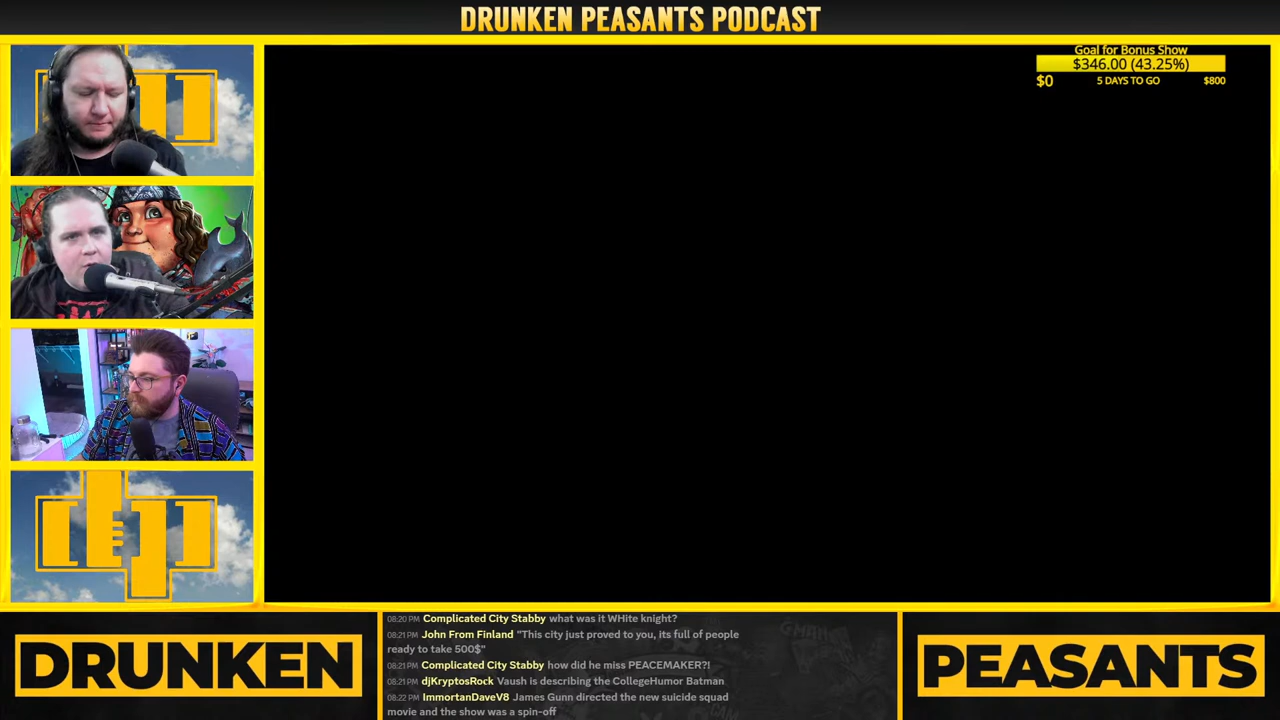 DRUNKEN PEASANTS PODCAST
Goal for Bonus Show
$346.00 (43.25%)
$0 5 DAYS TO GO $800
08:20 PM Complicated City Stabby what was it WHite knight?
08:21 PM John From Finland "This city just proved to you, its full of people
ready to take 500$"
08:21 PM Complicated City Stabby how did he miss PEACEMAKER?!
08:21 PM djKryptosRock Vaush is describing the CollegeHumor Batman
08:22 PM ImmortanDaveV8 James Gunn directed the new suicide squad
movie and the show was a spin-off
DRUNKEN
PEASANTS